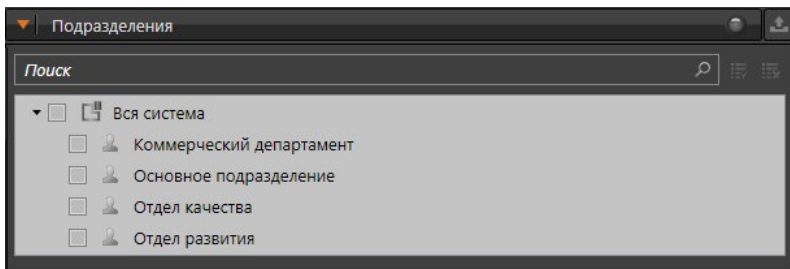 Подразделения
Поиск
Вся система
Коммерческий департамент
Основное подразделение
Отдел качества
Отдел развития